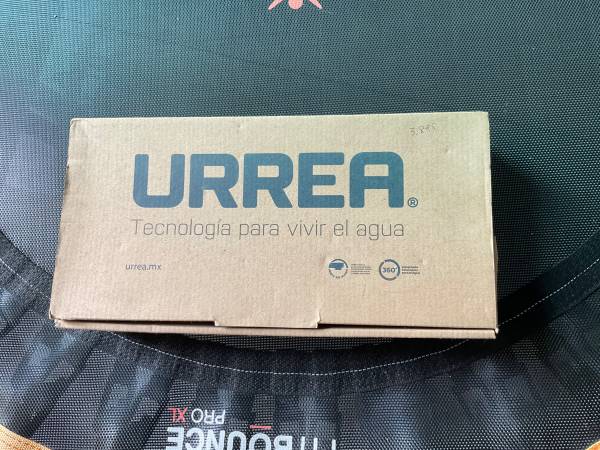 URREA®
Tecnología para vivir el agua
urrea.mx
360°
BOUNCE
PRO XL